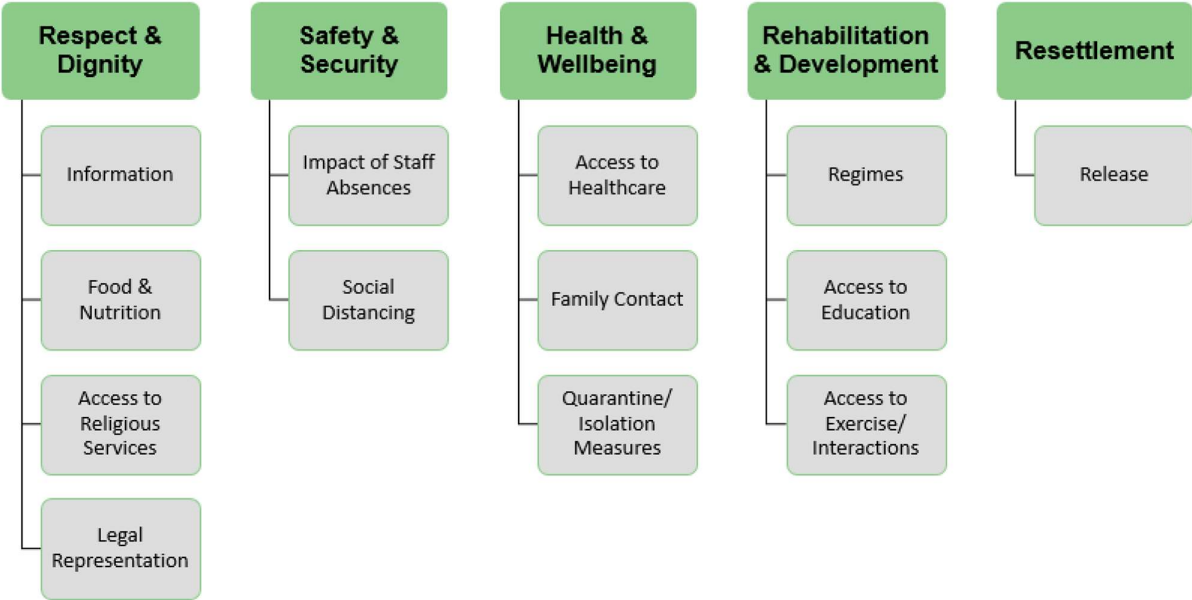 Respect &
Dignity
Information
Food &
Nutrition
Access to
Religious
Services
Legal
Representation
Safety &
Security
Impact of Staff
Absences
Social
Distancing
Health &
Wellbeing
Access to
Healthcare
Family Contact
Quarantine/
Isolation
Measures
Rehabilitation
& Development
Regimes
Access to
Education
Access to
Exercise/
Interactions
Resettlement
Release